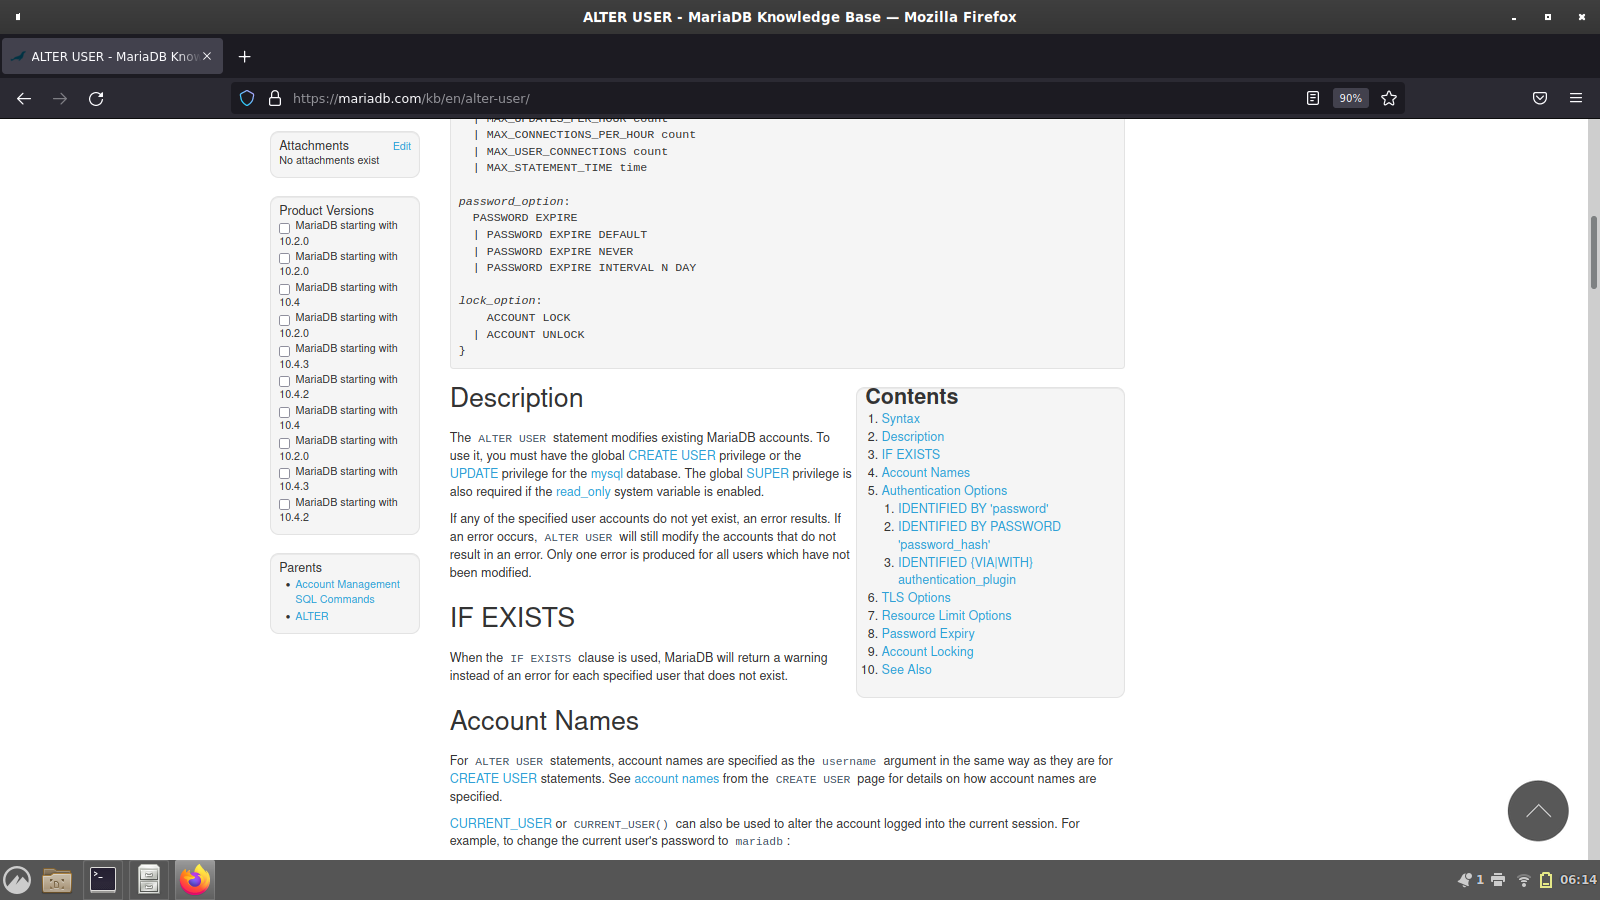 ALTER USER - MariaDB Knowledge Base — Mozilla Firefox
ALTER USER - MariaDB Know
https://mariadb.com/kb/en/alter-user/
90%
Attachments
Edit
No attachments exist
Product Versions
MariaDB starting with
10.2.0
MariaDB starting with
10.2.0
MariaDB starting with
10.4
MariaDB starting with
10.2.0
MariaDB starting with
10.4.3
MariaDB starting with
10.4.2
MariaDB starting with
10.4
MariaDB starting with
10.2.0
MariaDB starting with
10.4.3
MariaDB starting with
10.4.2
Parents
• Account Management
SQL Commands
• ALTER
| MAX_UPDATES_PER_HOUR count
| MAX_CONNECTIONS_PER_HOUR count
| MAX_USER_CONNECTIONS count
| MAX_STATEMENT_TIME time
password_option:
PASSWORD EXPIRE
| PASSWORD EXPIRE DEFAULT
| PASSWORD EXPIRE NEVER
| PASSWORD EXPIRE INTERVAL N DAY
lock_option:
ACCOUNT LOCK
| ACCOUNT UNLOCK
}
Description
The ALTER USER statement modifies existing MariaDB accounts. To
use it, you must have the global CREATE USER privilege or the
UPDATE privilege for the mysql database. The global SUPER privilege is
also required if the read_only system variable is enabled.
If any of the specified user accounts do not yet exist, an error results. If
an error occurs, ALTER USER will still modify the accounts that do not
result in an error. Only one error is produced for all users which have not
been modified.
IF EXISTS
When the IF EXISTS clause is used, MariaDB will return a warning
instead of an error for each specified user that does not exist.
Contents
1. Syntax
2. Description
3. IF EXISTS
4. Account Names
5. Authentication Options
1. IDENTIFIED BY 'password'
2. IDENTIFIED BY PASSWORD
'password_hash'
3. IDENTIFIED {VIA|WITH}
authentication_plugin
6. TLS Options
7. Resource Limit Options
8. Password Expiry
9. Account Locking
10. See Also
Account Names
For ALTER USER statements, account names are specified as the username argument in the same way as they are for
CREATE USER statements. See account names from the CREATE USER page for details on how account names are
specified.
CURRENT_USER or CURRENT_USER() can also be used to alter the account logged into the current session. For
example, to change the current user's password to mariadb :
1
06:14